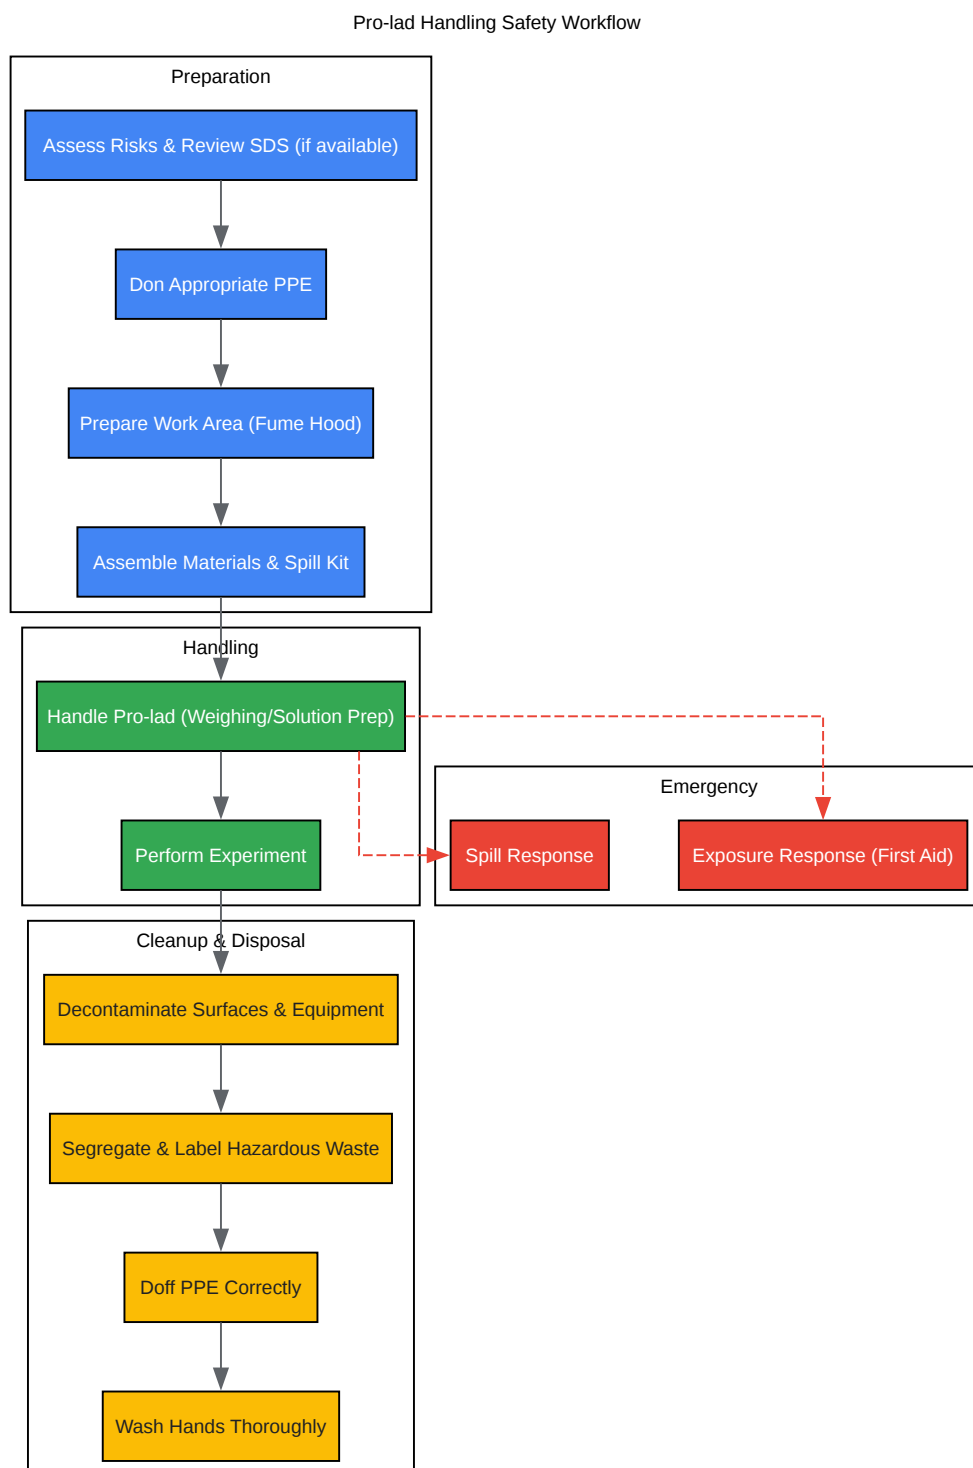 Pro-lad Handling Safety Workflow
Preparation
Assess Risks & Review SDS (if available)
Don Appropriate PPE
Prepare Work Area (Fume Hood)
Assemble Materials & Spill Kit
Handling
Handle Pro-lad (Weighing/Solution Prep)
Emergency
Perform Experiment
Spill Response
Exposure Response (First Aid)
Cleanup & Disposal
Decontaminate Surfaces & Equipment
Segregate & Label Hazardous Waste
Doff PPE Correctly
Wash Hands Thoroughly